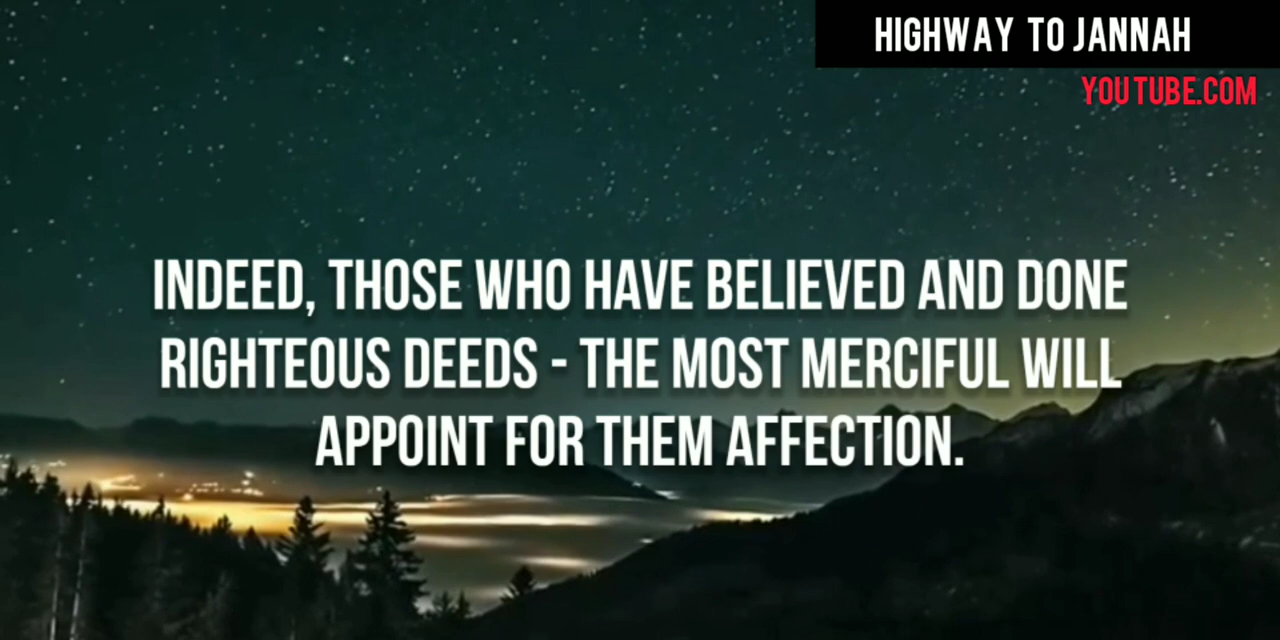 HIGHWAY TO JANNAH
YOUTUBE.COM
INDEED, THOSE WHO HAVE BELIEVED AND DONE
RIGHTEOUS DEEDS - THE MOST MERCIFUL WILL
APPOINT FOR THEM AFFECTION.